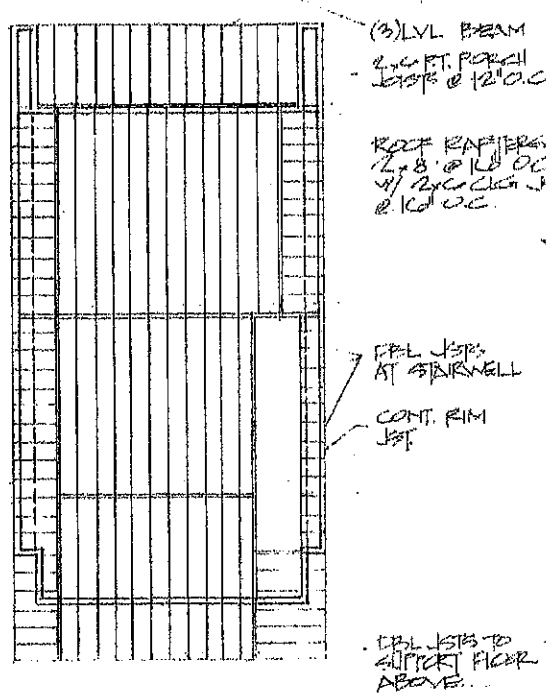 (3) LVL BEAM
2x6 P.T. PORCH
JOISTS @ 12" O.C
ROOF RAFTERS
2x8 @ 16" O.C
W/ 2x6 CLG. J
@ 16" O.C.
DBL JSTS
AT STAIRWELL
CONT. RIM
JST.
DBL JSTS TO
SUPPORT FLOOR
ABOVE